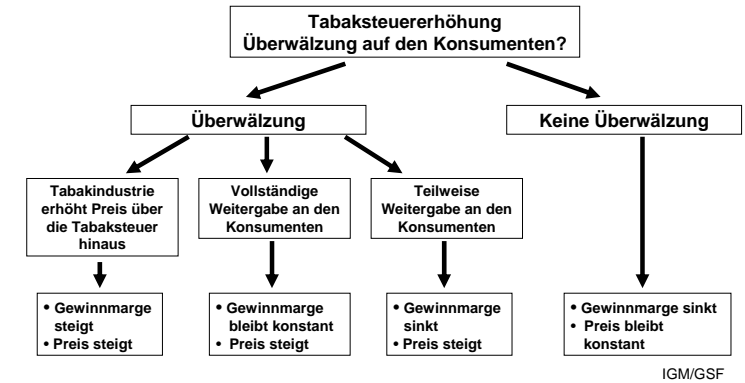 Tabaksteuererhöhung
Überwälzung auf den Konsumenten?
Überwälzung
Keine Überwälzung
Tabakindustrie
erhöht Preis über
die Tabaksteuer
hinaus
Vollständige
Weitergabe an den
Konsumenten
Teilweise
Weitergabe an den
Konsumenten
• Gewinnmarge
steigt
• Preis steigt
• Gewinnmarge
bleibt konstant
• Preis steigt
• Gewinnmarge
sinkt
• Preis steigt
• Gewinnmarge sinkt
• Preis bleibt
konstant
IGM/GSF